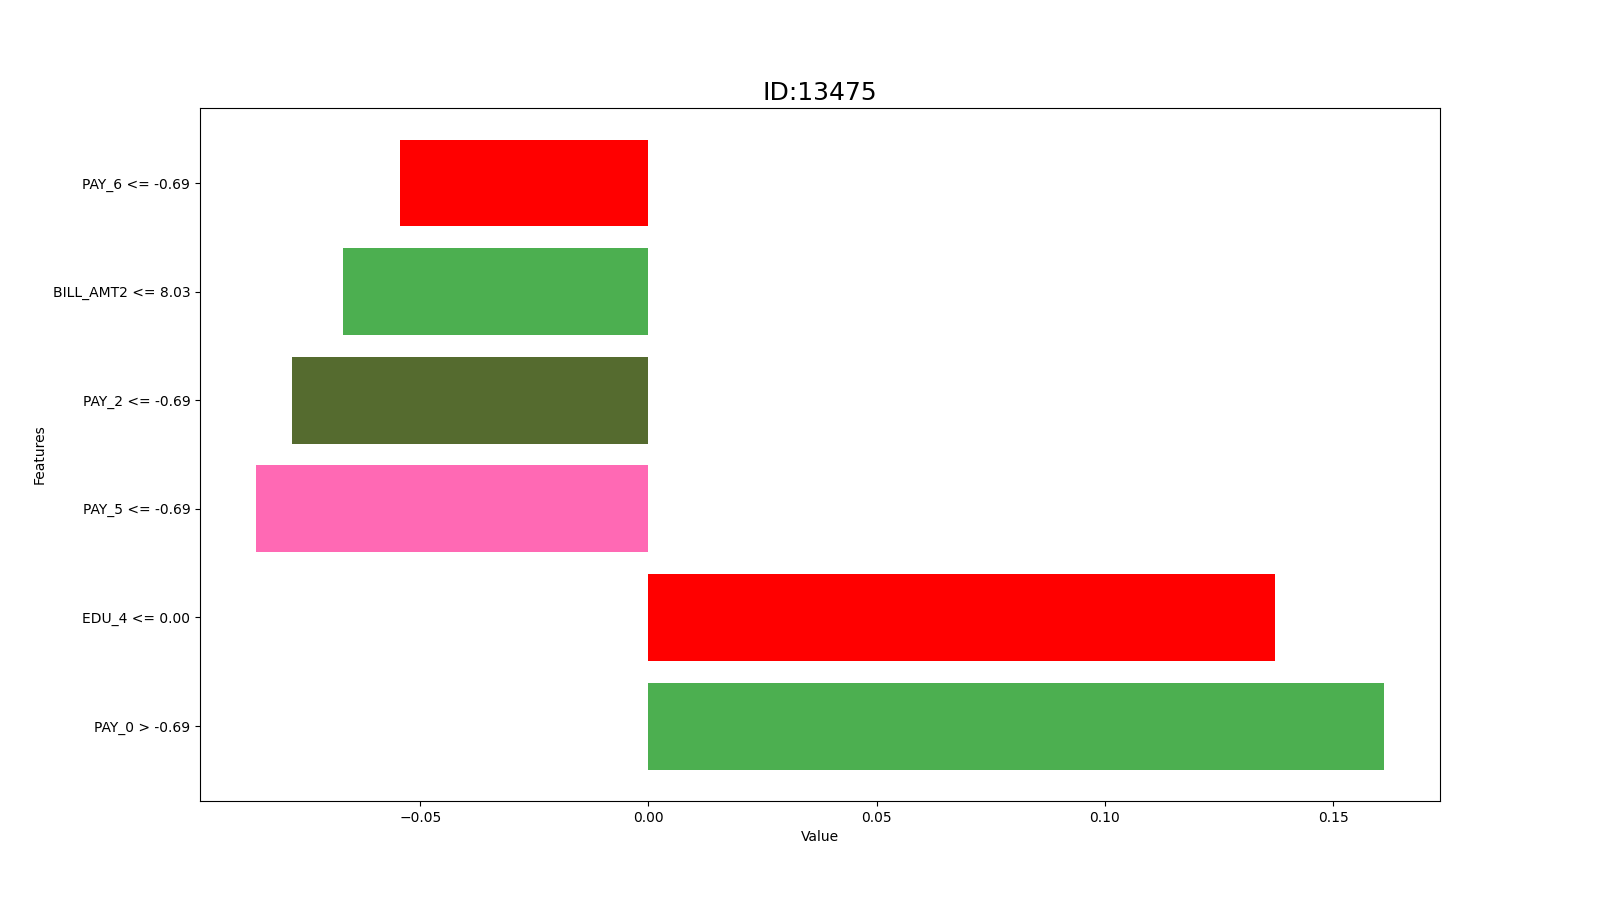 ID:13475
PAY_6 <= -0.69
BILL_AMT2 <= 8.03
PAY_2 <= -0.69
PAY_5 <= -0.69
EDU_4 <= 0.00
PAY_0 > -0.69
Features
−0.05 0.00 0.05 0.10 0.15
Value